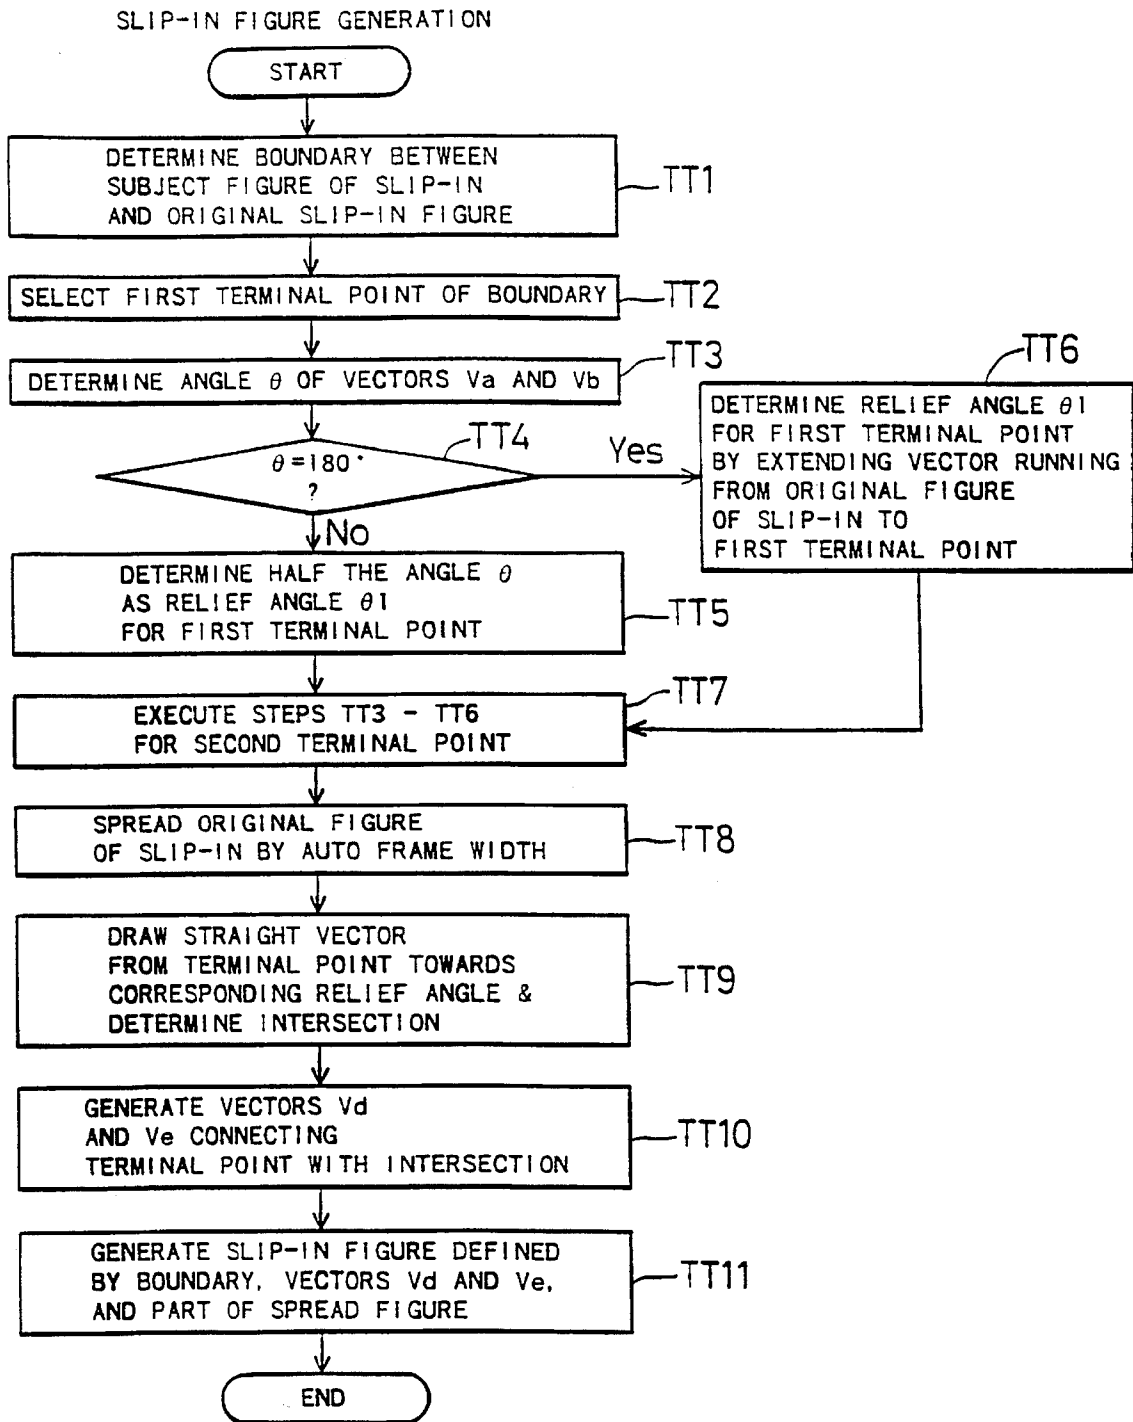 SLIP-IN FIGURE GENERATION
START
DETERMINE BOUNDARY BETWEEN
SUBJECT FIGURE OF SLIP-IN
AND ORIGINAL SLIP-IN FIGURE
TT1
SELECT FIRST TERMINAL POINT OF BOUNDARY
TT2
DETERMINE ANGLE θ OF VECTORS Va AND Vb
TT3
θ=180°
?
TT4
Yes
No
DETERMINE RELIEF ANGLE θ1
FOR FIRST TERMINAL POINT
BY EXTENDING VECTOR RUNNING
FROM ORIGINAL FIGURE
OF SLIP-IN TO
FIRST TERMINAL POINT
TT6
DETERMINE HALF THE ANGLE θ
AS RELIEF ANGLE θ1
FOR FIRST TERMINAL POINT
TT5
EXECUTE STEPS TT3 - TT6
FOR SECOND TERMINAL POINT
TT7
SPREAD ORIGINAL FIGURE
OF SLIP-IN BY AUTO FRAME WIDTH
TT8
DRAW STRAIGHT VECTOR
FROM TERMINAL POINT TOWARDS
CORRESPONDING RELIEF ANGLE &
DETERMINE INTERSECTION
TT9
GENERATE VECTORS Vd
AND Ve CONNECTING
TERMINAL POINT WITH INTERSECTION
TT10
GENERATE SLIP-IN FIGURE DEFINED
BY BOUNDARY, VECTORS Vd AND Ve,
AND PART OF SPREAD FIGURE
TT11
END